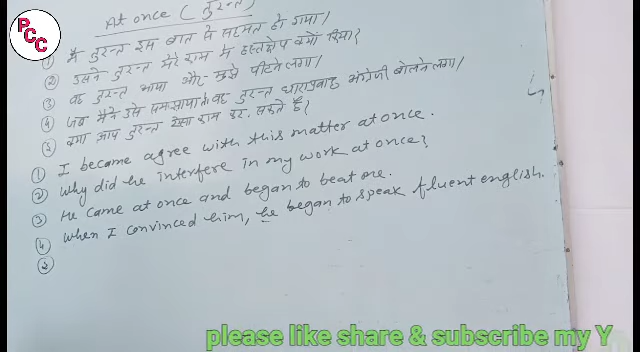 PCC
At once (तुरन्त)
① मैं तुरन्त इस बात से सहमत हो गया।
② उसने तुरन्त मेरे काम में हस्तक्षेप क्यों किया?
③ वह तुरन्त आया और मुझे पीटने लगा।
④ जब मैंने उसे समझाया तो वह तुरन्त धाराप्रवाह अंग्रेजी बोलने लगा।
⑤ क्या आप तुरन्त ऐसा काम कर सकते हैं?
① I became agree with this matter at once.
② Why did he interfere in my work at once?
③ He came at once and began to beat me.
④ When I convinced him, he began to speak fluent english.
⑤
please like share & subscribe my Y